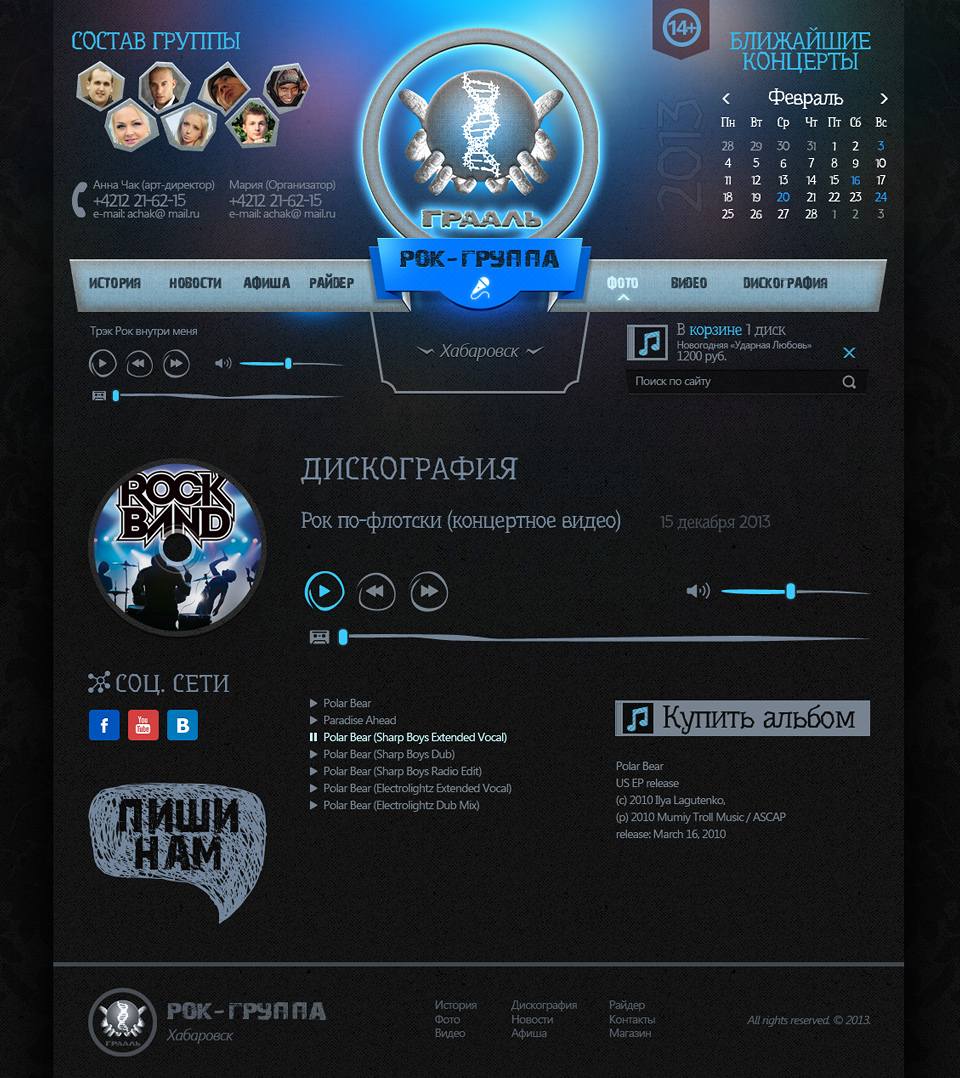 СОСТАВ ГРУППЫ
14+
БЛИЖАЙШИЕ
КОНЦЕРТЫ
Февраль
2013
Пн Вт Ср Чт Пт Сб Вс
28 29 30 31 1 2 3
4 5 6 7 8 9 10
11 12 13 14 15 16 17
18 19 20 21 22 23 24
25 26 27 28 1 2 3
Анна Чак (арт-директор)
+4212 21-62-15
e-mail: achak@ mail.ru
Мария (Организатор)
+4212 21-62-15
e-mail: achak@ mail.ru
ГРААЛЬ
РОК-ГРУППА
ИСТОРИЯ НОВОСТИ АФИША РАЙДЕР ФОТО ВИДЕО ДИСКОГРАФИЯ
Трэк Рок внутри меня
Хабаровск
В корзине 1 диск
Новогодняя «Ударная Любовь»
1200 руб.
Поиск по сайту
ROCK
BAND
ДИСКОГРАФИЯ
Рок по-флотски (концертное видео) 15 декабря 2013
СОЦ. СЕТИ
f You Tube B
ПИШИ
НАМ
Polar Bear
Paradise Ahead
Polar Bear (Sharp Boys Extended Vocal)
Polar Bear (Sharp Boys Dub)
Polar Bear (Sharp Boys Radio Edit)
Polar Bear (Electrolightz Extended Vocal)
Polar Bear (Electrolightz Dub Mix)
Купить альбом
Polar Bear
US EP release
(c) 2010 Ilya Lagutenko,
(p) 2010 Mumiy Troll Music / ASCAP
release: March 16, 2010
ГРААЛЬ
РОК-ГРУППА
Хабаровск
История
Фото
Видео
Дискография
Новости
Афиша
Райдер
Контакты
Магазин
All rights reserved. © 2013.